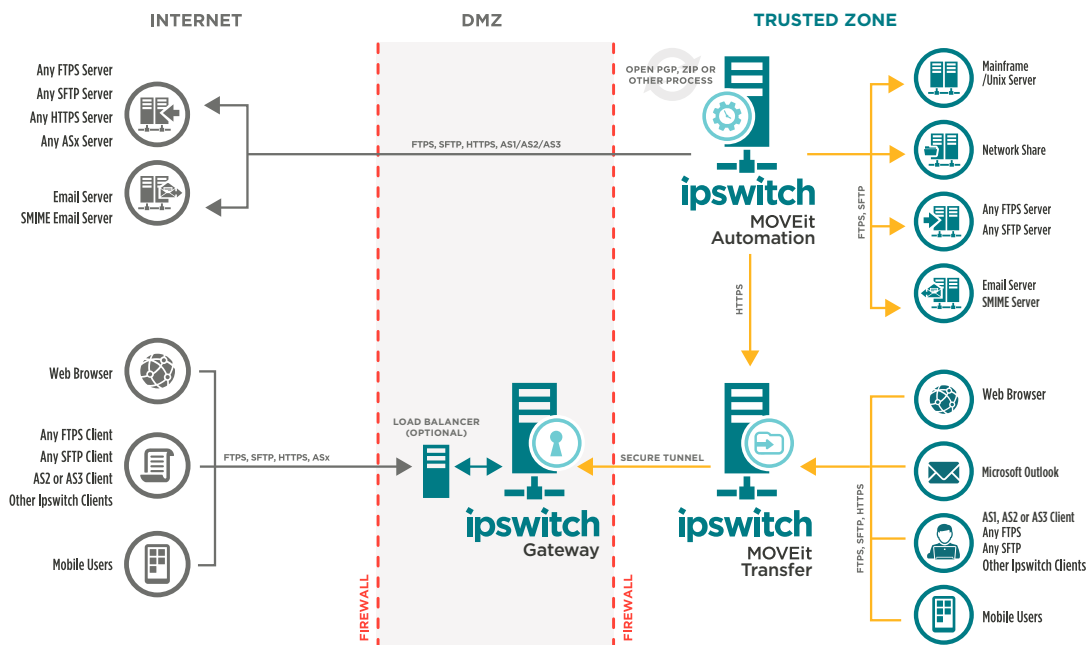 INTERNET
DMZ
TRUSTED ZONE
Any FTPS Server
Any SFTP Server
Any HTTPS Server
Any ASx Server
Email Server
SMIME Email Server
FTPS, SFTP, HTTPS, AS1/AS2/AS3
OPEN PGP, ZIP OR
OTHER PROCESS
ipswitch
MOVEit
Automation
FTPS, SFTP
Mainframe
/Unix Server
Network Share
Any FTPS Server
Any SFTP Server
Email Server
SMIME Server
HTTPS
Web Browser
Any FTPS Client
Any SFTP Client
AS2 or AS3 Client
Other Ipswitch Clients
Mobile Users
FTPS, SFTP, HTTPS, ASx
LOAD BALANCER
(OPTIONAL)
ipswitch
Gateway
SECURE TUNNEL
ipswitch
MOVEit
Transfer
FTPS, SFTP, HTTPS
Web Browser
Microsoft Outlook
AS1, AS2 or AS3 Client
Any FTPS
Any SFTP
Other Ipswitch Clients
Mobile Users
FIREWALL
FIREWALL